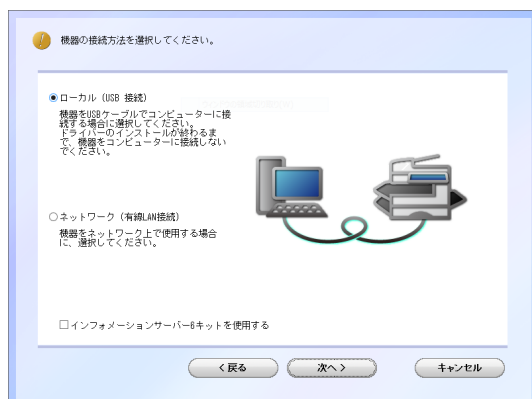 機器の接続方法を選択してください。
ローカル（USB 接続）
機器をUSBケーブルでコンピューターに接
続する場合に選択してください。
ドライバーのインストールが終わるま
で、機器をコンピューターに接続しない
でください。
ネットワーク（有線LAN接続）
機器をネットワーク上で使用する場合
に、選択してください。
インフォメーションサーバー6キットを使用する
＜戻る
次へ＞
キャンセル